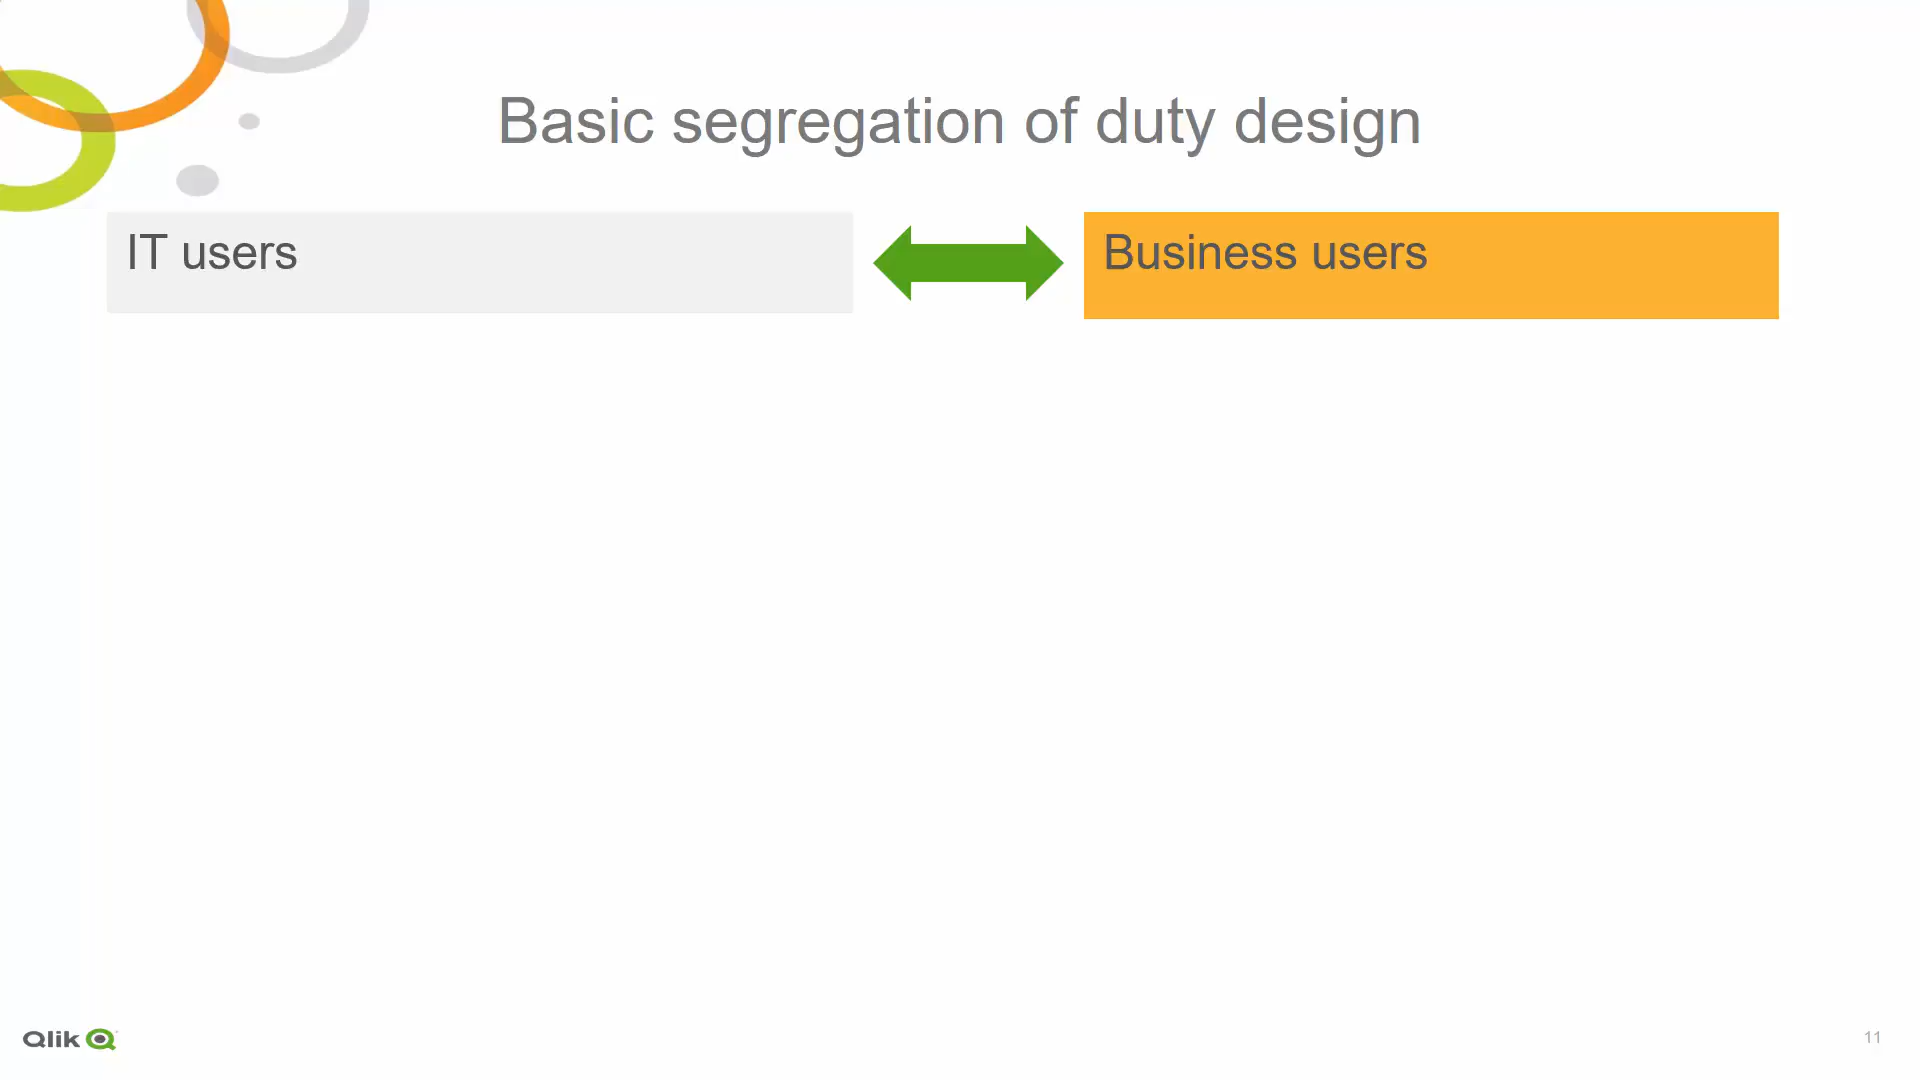 Basic segregation of duty design
IT users
Business users
Qlik
11